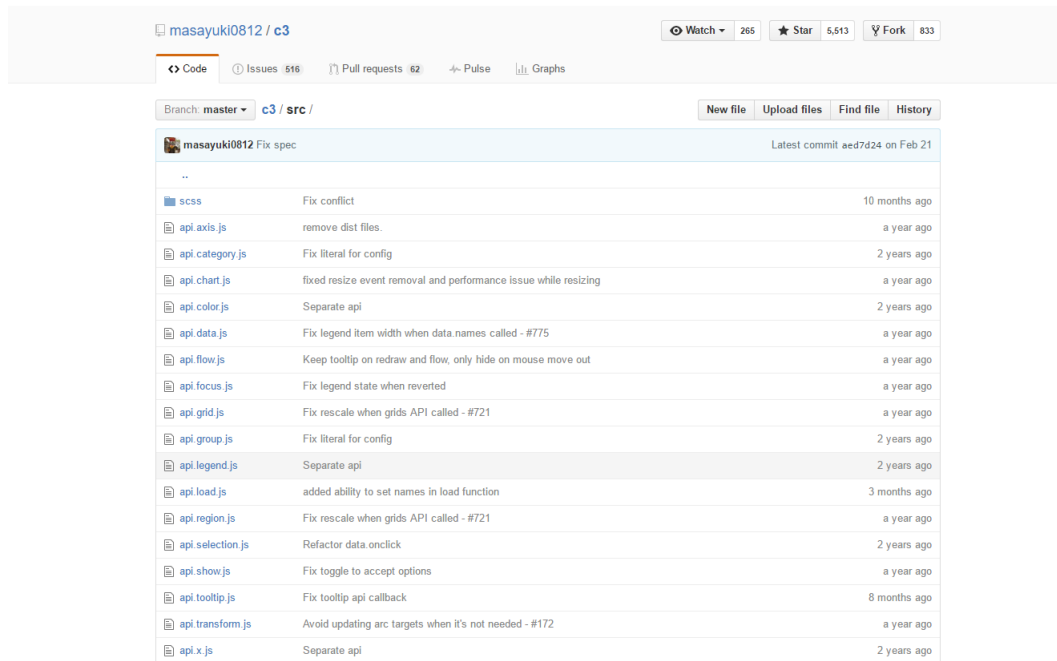 masayuki0812 / c3
Watch 265 Star 5,513 Fork 833
Code Issues 516 Pull requests 62 Pulse Graphs
Branch: master c3 / src / New file Upload files Find file History
masayuki0812 Fix spec Latest commit aed7d24 on Feb 21
..
scss Fix conflict 10 months ago
api.axis.js remove dist files. a year ago
api.category.js Fix literal for config 2 years ago
api.chart.js fixed resize event removal and performance issue while resizing a year ago
api.color.js Separate api 2 years ago
api.data.js Fix legend item width when data.names called - #775 a year ago
api.flow.js Keep tooltip on redraw and flow, only hide on mouse move out a year ago
api.focus.js Fix legend state when reverted a year ago
api.grid.js Fix rescale when grids API called - #721 a year ago
api.group.js Fix literal for config 2 years ago
api.legend.js Separate api 2 years ago
api.load.js added ability to set names in load function 3 months ago
api.region.js Fix rescale when grids API called - #721 a year ago
api.selection.js Refactor data.onclick 2 years ago
api.show.js Fix toggle to accept options a year ago
api.tooltip.js Fix tooltip api callback 8 months ago
api.transform.js Avoid updating arc targets when it's not needed - #172 a year ago
api.x.js Separate api 2 years ago